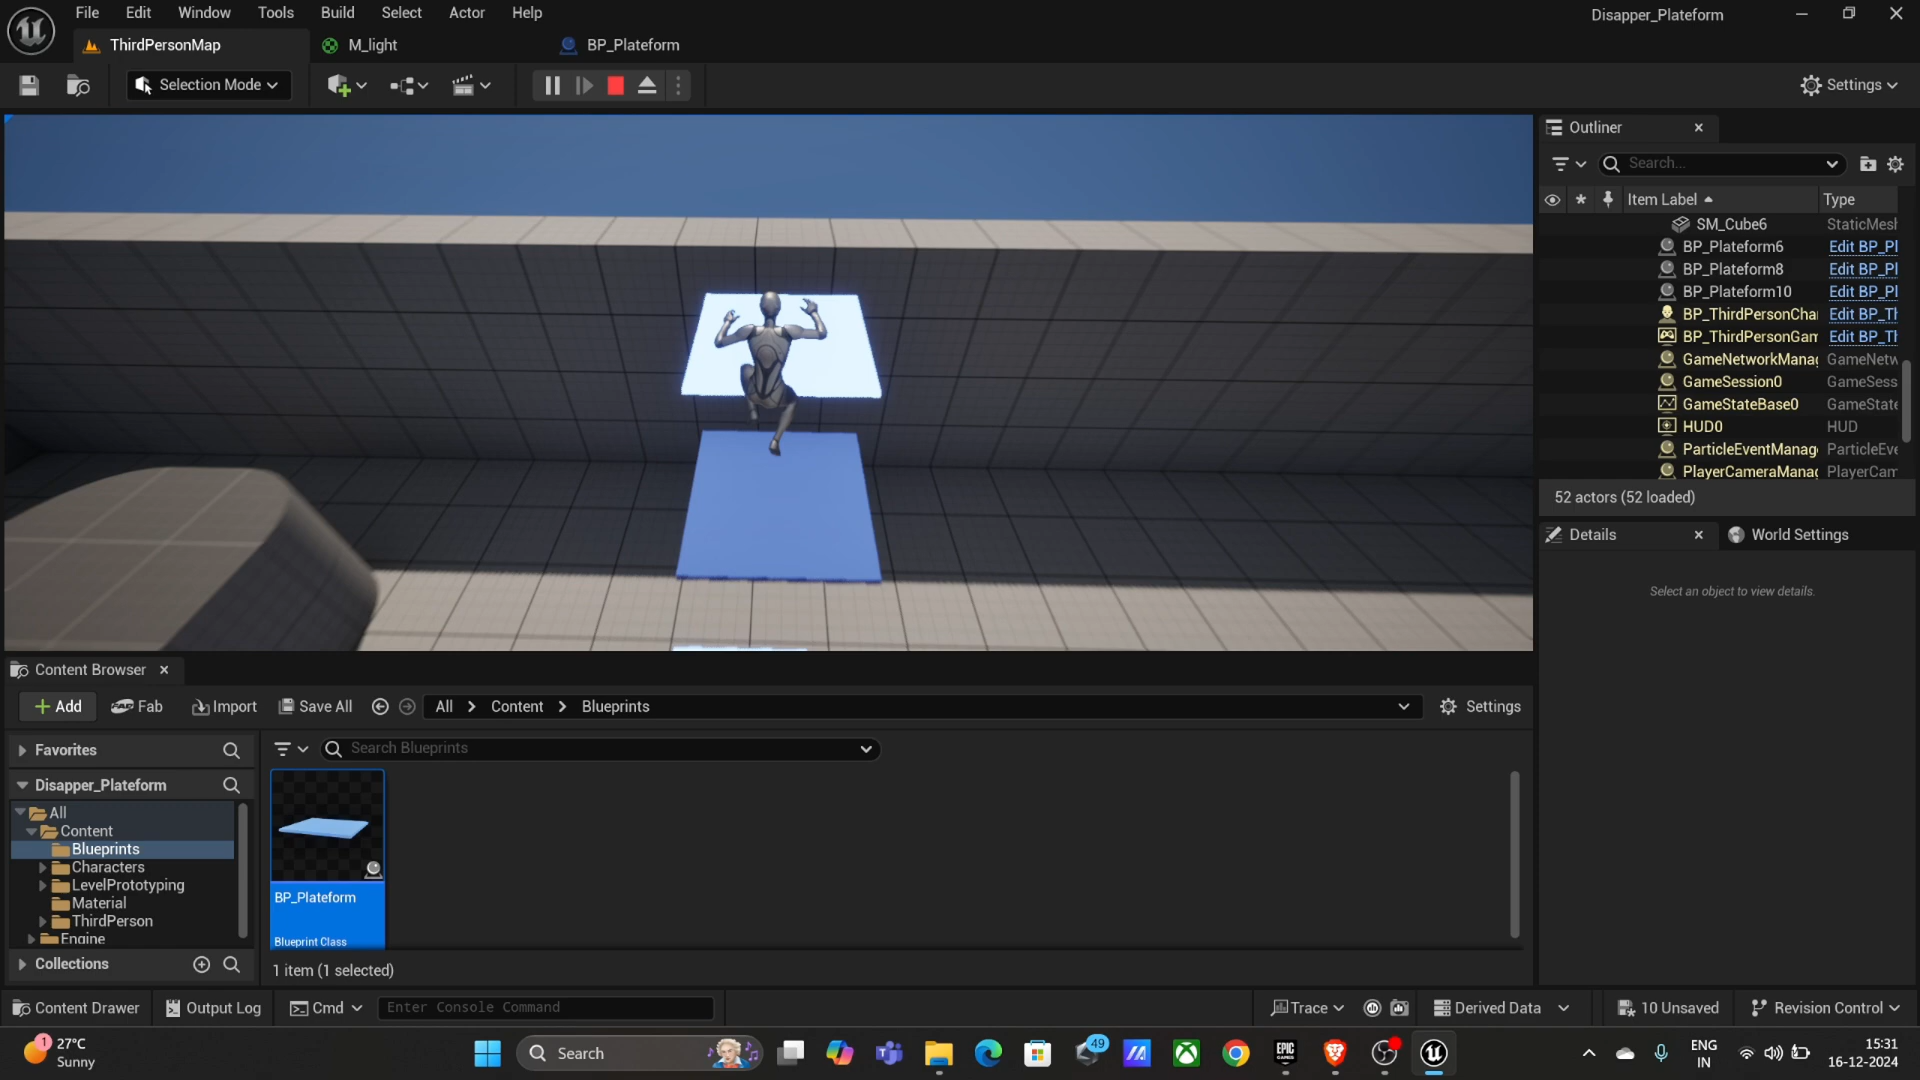 File Edit Window Tools Build Select Actor Help
Disapper_Plateform
ThirdPersonMap
M_light
BP_Plateform
Selection Mode
Settings
Outliner
Search...
Item Label
Type
SM_Cube6 StaticMesh
BP_Plateform6 Edit BP_Pl
BP_Plateform8 Edit BP_Pl
BP_Plateform10 Edit BP_Pl
BP_ThirdPersonCha Edit BP_Th
BP_ThirdPersonGam Edit BP_Th
GameNetworkManag GameNetw
GameSession0 GameSess
GameStateBase0 GameState
HUD0 HUD
ParticleEventManag ParticleEve
PlayerCameraManag PlayerCam
52 actors (52 loaded)
Details
World Settings
Select an object to view details.
Content Browser
Add Fab Import Save All All Content Blueprints Settings
Favorites
Search Blueprints
Disapper_Plateform
All
Content
Blueprints
Characters
LevelPrototyping
Material
ThirdPerson
Engine
Collections
BP_Plateform
Blueprint Class
1 item (1 selected)
Content Drawer Output Log Cmd Enter Console Command Trace Derived Data 10 Unsaved Revision Control
1
27°C
Sunny
Search
49
EPIC
GAMES
ENG
IN
15:31
16-12-2024